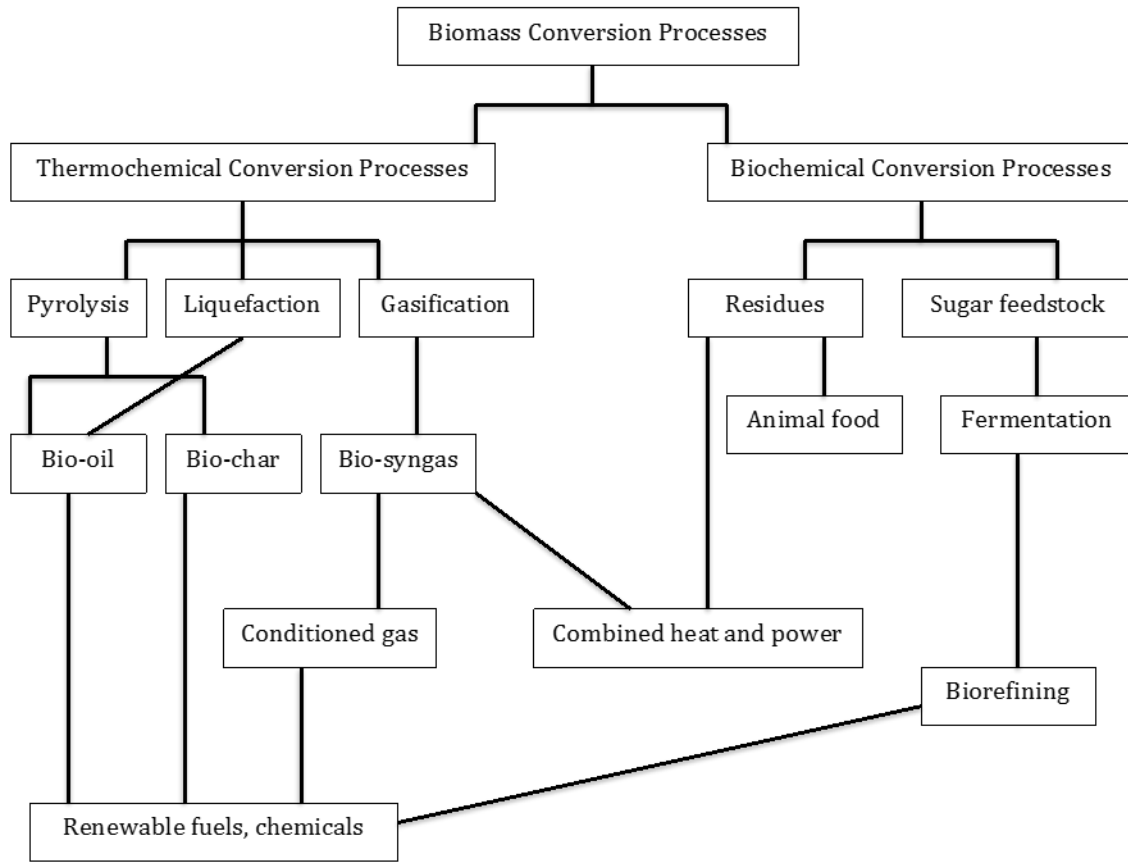 Biomass Conversion Processes
Thermochemical Conversion Processes
Biochemical Conversion Processes
Pyrolysis
Liquefaction
Gasification
Residues
Sugar feedstock
Animal food
Fermentation
Bio-oil
Bio-char
Bio-syngas
Conditioned gas
Combined heat and power
Biorefining
Renewable fuels, chemicals